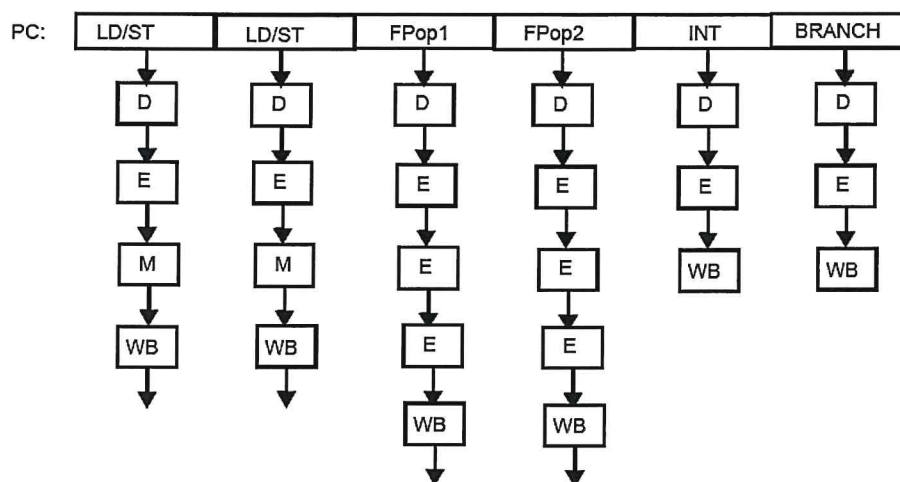 PC: LD/ST LD/ST FPop1 FPop2 INT BRANCH
D D D D D D
E E E E E E
M M E E WB WB
WB WB E E
WB WB